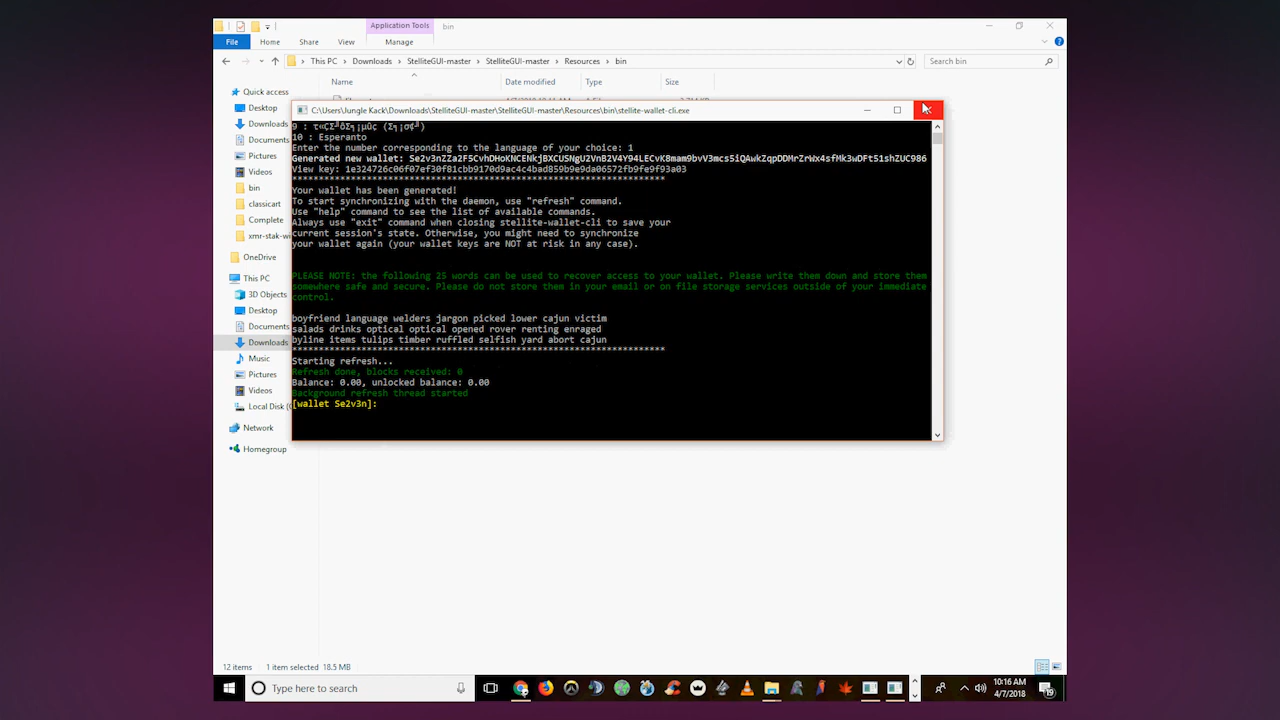 Application Tools
bin
File
Home
Share
View
Manage
This PC
Downloads
StelliteGUI-master
StelliteGUI-master
Resources
bin
Search bin
Name
Date modified
Type
Size
Quick access
Desktop
Downloads
Documents
Pictures
Videos
bin
classicart
Complete
xmr-stak-wi
OneDrive
This PC
3D Objects
Desktop
Documents
Downloads
Music
Pictures
Videos
Local Disk (
Network
Homegroup
C:\Users\Jungle Kack\Downloads\StelliteGUI-master\StelliteGUI-master\Resources\bin\stellite-wallet-cli.exe
10 : Esperanto
Enter the number corresponding to the language of your choice: 1
Generated new wallet: Se2v3nZZa2F5CvhDHoKNCENkjBXCUSNgU2VnB2V4Y94LECvK8mam9bvV3mcs5iQAwkZqpDDMrZrWx4sfMk3wDFt51shZUC986
View key: 1e324726c06f07ef30f81cbb9170d9ac4c4bad859b9e9da06572fb9fe9f93a03
**********************************************************************
Your wallet has been generated!
To start synchronizing with the daemon, use "refresh" command.
Use "help" command to see the list of available commands.
Always use "exit" command when closing stellite-wallet-cli to save your
current session's state. Otherwise, you might need to synchronize
your wallet again (your wallet keys are NOT at risk in any case).
PLEASE NOTE: the following 25 words can be used to recover access to your wallet. Please write them down and store them
somewhere safe and secure. Please do not store them in your email or on file storage services outside of your immediate
control.
boyfriend language welders jargon picked lower cajun victim
salads drinks optical optical opened rover renting enraged
byline items tulips timber ruffled selfish yard abort cajun
**********************************************************************
Starting refresh...
Refresh done, blocks received: 0
Balance: 0.00, unlocked balance: 0.00
Background refresh thread started
[wallet Se2v3n]:
12 items
1 item selected
18.5 MB
Type here to search
10:16 AM
4/7/2018
19